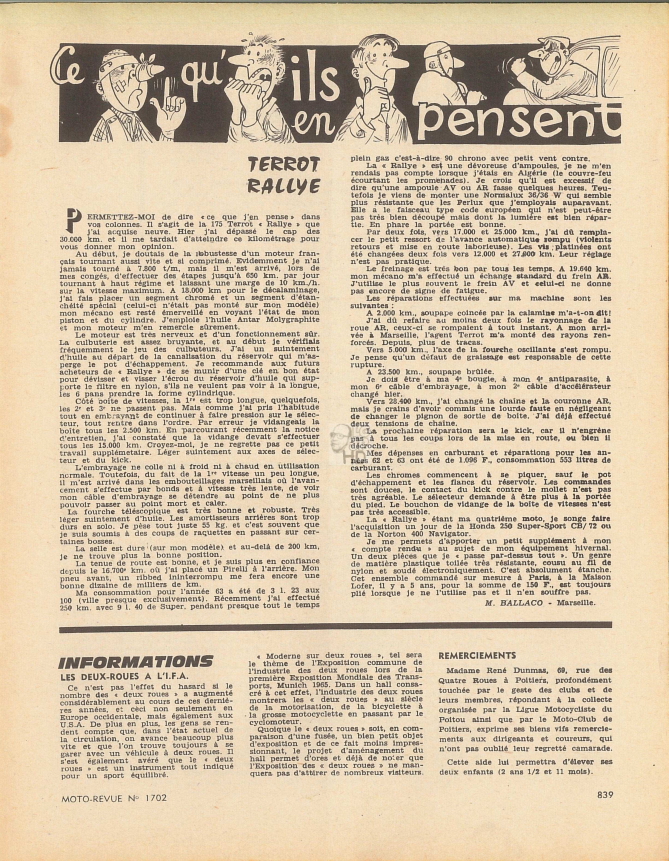 Ce qu'ils en pensent
TERROT
RALLYE
PERMETTEZ-MOI de dire « ce que j'en pense » dans
vos colonnes. Il s'agit de la 175 Terrot « Rallye » que
j'ai acquise neuve. Hier j'ai dépassé le cap des
30.000 km et il me tardait d'atteindre ce kilométrage pour
vous donner mon opinion.
Au début, je doutais de la robustesse d'un moteur fran-
çais tournant aussi vite et si comprimé. Evidemment je n'ai
jamais tourné à 7.800 t/m, mais il m'est arrivé, lors de
mes congés, d'effectuer des étapes jusqu'à 650 km. par jour
tournant à haut régime et laissant une marge de 10 km./h.
sur la vitesse maximum. A 18.000 km pour le décalaminage,
j'ai fais placer un segment chromé et un segment d'étan-
chéité spécial (celui-ci n'était pas monté sur mon modèle)
mon mécano est resté émerveillé en voyant l'état de mon
piston et du cylindre. J'emploie l'huile Antar Molygraphite
et mon moteur m'en remercie sûrement.
Le moteur est très nerveux et d'un fonctionnement sûr.
La culbuterie est assez bruyante, et au début je vérifiais
fréquemment le jeu des culbuteurs. J'ai un suintement
d'huile au départ de la canalisation du réservoir qui m'as-
perge le pot d'échappement. Je recommande aux futurs
acheteurs de « Rallye » de se munir d'une clé en bon état
pour dévisser et visser l'écrou du réservoir d'huile qui sup-
porte le filtre en nylon, s'ils ne veulent pas voir à la longue,
les 6 pans prendre la forme cylindrique.
Côté boîte de vitesses, la 1re est trop longue, quelquefois,
les 2e et 3e ne passent pas. Mais comme j'ai pris l'habitude
tout en embrayant de continuer à faire pression sur le sélec-
teur, tout rentre dans l'ordre. Par erreur je vidangeais la
boîte tous les 2.500 km. En parcourant récemment la notice
d'entretien, j'ai constaté que la vidange devait s'effectuer
tous les 15.000 km. Croyez-moi, je ne regrette pas ce petit
travail supplémetaire. Léger suintement aux axes de sélec-
teur et du kick.
L'embrayage ne colle ni à froid ni à chaud en utilisation
normale. Toutefois, du fait de la 1re vitesse un peu longue,
il m'est arrivé dans les embouteillages marseillais où l'avan-
cement s'effectue par bonds et à vitesse très lente, de voir
mon câble d'embrayage se détendre au point de ne plus
pouvoir passer au point mort et caler.
La fourche télescopique est très bonne et robuste. Très
léger suintement d'huile. Les amortisseurs arrières sont trop
durs en solo. Je pèse tout juste 55 kg, et c'est souvent que
je suis soumis à des coups de raquettes en passant sur cer-
taines bosses.
La selle est dure (sur mon modèle) et au-delà de 200 km,
je ne trouve plus la bonne position.
La tenue de route est bonne, et je suis plus en confiance
depuis le 16.700e km. où j'ai placé un Pirelli à l'arrière. Mon
pneu avant, un ribbed ininterrompu me fera encore une
bonne dizaine de milliers de km.
Ma consommation pour l'année 63 a été de 3 l. 23 aux
100 (ville presque exclusivement). Récemment j'ai effectué
250 km. avec 9 l. 40 de Super. pendant presque tout le temps
plein gaz c'est-à-dire 90 chrono avec petit vent contre.
La « Rallye » est une dévoreuse d'ampoules, je ne m'en
rendais pas compte lorsque j'étais en Algérie (le couvre-feu
écourtant les promenades). Je crois qu'il est excessif de
dire qu'une ampoule AV ou AR fasse quelques heures. Tou-
tefois je viens de monter une Normalux 36/36 W qui semble
plus résistante que les Perlux que j'employais auparavant.
Elle a le faisceau type code européen qui n'est peut-être
pas très bien découpé mais dont la lumière est bien répar-
tie. En phare la portée est bonne.
Par deux fois, vers 17.000 et 25.000 km., j'ai dû rempla-
cer le petit ressort de l'avance automatique rompu (violents
retours et mise en route laborieuse). Les vis platinées ont
été changées deux fois vers 12.000 et 27.800 km. Leur réglage
n'est pas pratique.
Le freinage est très bon par tous les temps. A 19.640 km.
mon mécano m'a effectué un échange standard du frein AR.
J'utilise le plus souvent le frein AV et celui-ci ne donne
pas encore de signe de fatigue.
Les réparations effectuées sur ma machine sont les
suivantes :
A 2.000 km., soupape coinçée par la calamine m'a-t-on dit !
J'ai dû refaire au moins deux fois le rayonnage de la
roue AR, ceux-ci se rompaient à tout instant. A mon arri-
vée à Marseille, l'agent Terrot m'a monté des rayons ren-
forcés. Depuis, plus de tracas.
Vers 5.000 km., l'axe de la fourche oscillante s'est rompu.
Je pense qu'un défaut de graissage est responsable de cette
rupture.
A 23.500 km., soupape brûlée.
Je dois être à ma 4e bougie, à mon 4e antiparasite, à
mon 6e câble d'embrayage, à mon 2e câble d'accélérateur
changé hier.
Vers 28.400 km., j'ai changé la chaîne et la couronne AR,
mais je crains d'avoir commis une lourde faute en négligeant
de changer le pignon de sortie de boîte. J'ai déjà effectué
deux tensions de chaîne.
La prochaine réparation sera le kick, car il n'engrène
pas à tous les coups lors de la mise en route, ou bien il
décroche.
Mes dépenses en carburant et réparations pour les an-
nées 62 et 63 ont été de 1.096 F., consommation 553 litres de
carburant.
Les chromes commencent à se piquer, sauf le pot
d'échappement et les flancs du réservoir. Les commandes
sont douces, le contact du kick contre le mollet n'est pas
très agréable. Le sélecteur demande à être plus à la portée
du pied. Le bouchon de vidange de la boîte de vitesses n'est
pas très accessible.
La « Rallye » étant ma quatrième moto, je songe faire
l'acquisition un jour de la Honda 250 Super-Sport CB/72 ou
de la Norton 400 Navigator.
Je me permets d'apporter un petit supplément à mon
« compte rendu » au sujet de mon équipement hivernal.
Un deux pièces que je « passe par-dessus tout ». Un genre
de matière plastique toilée très résistante, cousu au fil de
nylon et soudé électroniquement. C'est absolument étanche.
Cet ensemble commandé sur mesure à Paris, à la Maison
Lofer, il y a 5 ans, pour la somme de 150 F., est toujours
plié lorsque je ne l'utilise pas et il n'en souffre pas.
M. BALLACO - Marseille.
INFORMATIONS
LES DEUX-ROUES A L'I.F.A.
Ce n'est pas l'effet du hasard si le
nombre des « deux roues » a augmenté
considérablement au cours de ces derniè-
res années, et ceci non seulement en
Europe occidentale, mais également aux
U.S.A. De plus en plus, les gens se ren-
dent compte que, dans l'état actuel de
la circulation, on avance beaucoup plus
vite et que l'on trouve toujours à se
garer avec un véhicule à deux roues. Il
s'est également avéré que le « deux
roues » est un instrument tout indiqué
pour un sport équilibré.
« Moderne sur deux roues », tel sera
le thème de l'Exposition commune de
l'industrie des deux roues lors de la
première Exposition Mondiale des Trans-
ports, Munich 1965. Dans un hall consa-
cré à cet effet, l'industrie des deux roues
montrera les « deux roues » au siècle
de la motorisation, de la bicyclette à
la grosse motocyclette en passant par le
cyclomoteur.
Quoique le « deux roues » soit, en com-
paraison d'une fusée, un bien petit objet
d'exposition et de ce fait moins impres-
sionnant, le projet d'aménagement du
hall permet d'ores et déjà de noter que
l'Exposition des « deux roues » ne man-
quera pas d'attirer de nombreux visiteurs.
REMERCIEMENTS
Madame René Dunmas, 69, rue des
Quatre Roues à Poitiers, profondément
touchée par le geste des clubs et de
leurs membres, répondant à la collecte
organisée par la Ligue Motocycliste du
Poitou ainsi que par le Moto-Club de
Poitiers, exprime ses biens vifs remercie-
ments aux dirigeants et coureurs, qui
n'ont pas oublié leur regretté camarade.
Cette aide lui permettra d'élever ses
deux enfants (2 ans 1/2 et 11 mois).
MOTO-REVUE No 1702
839